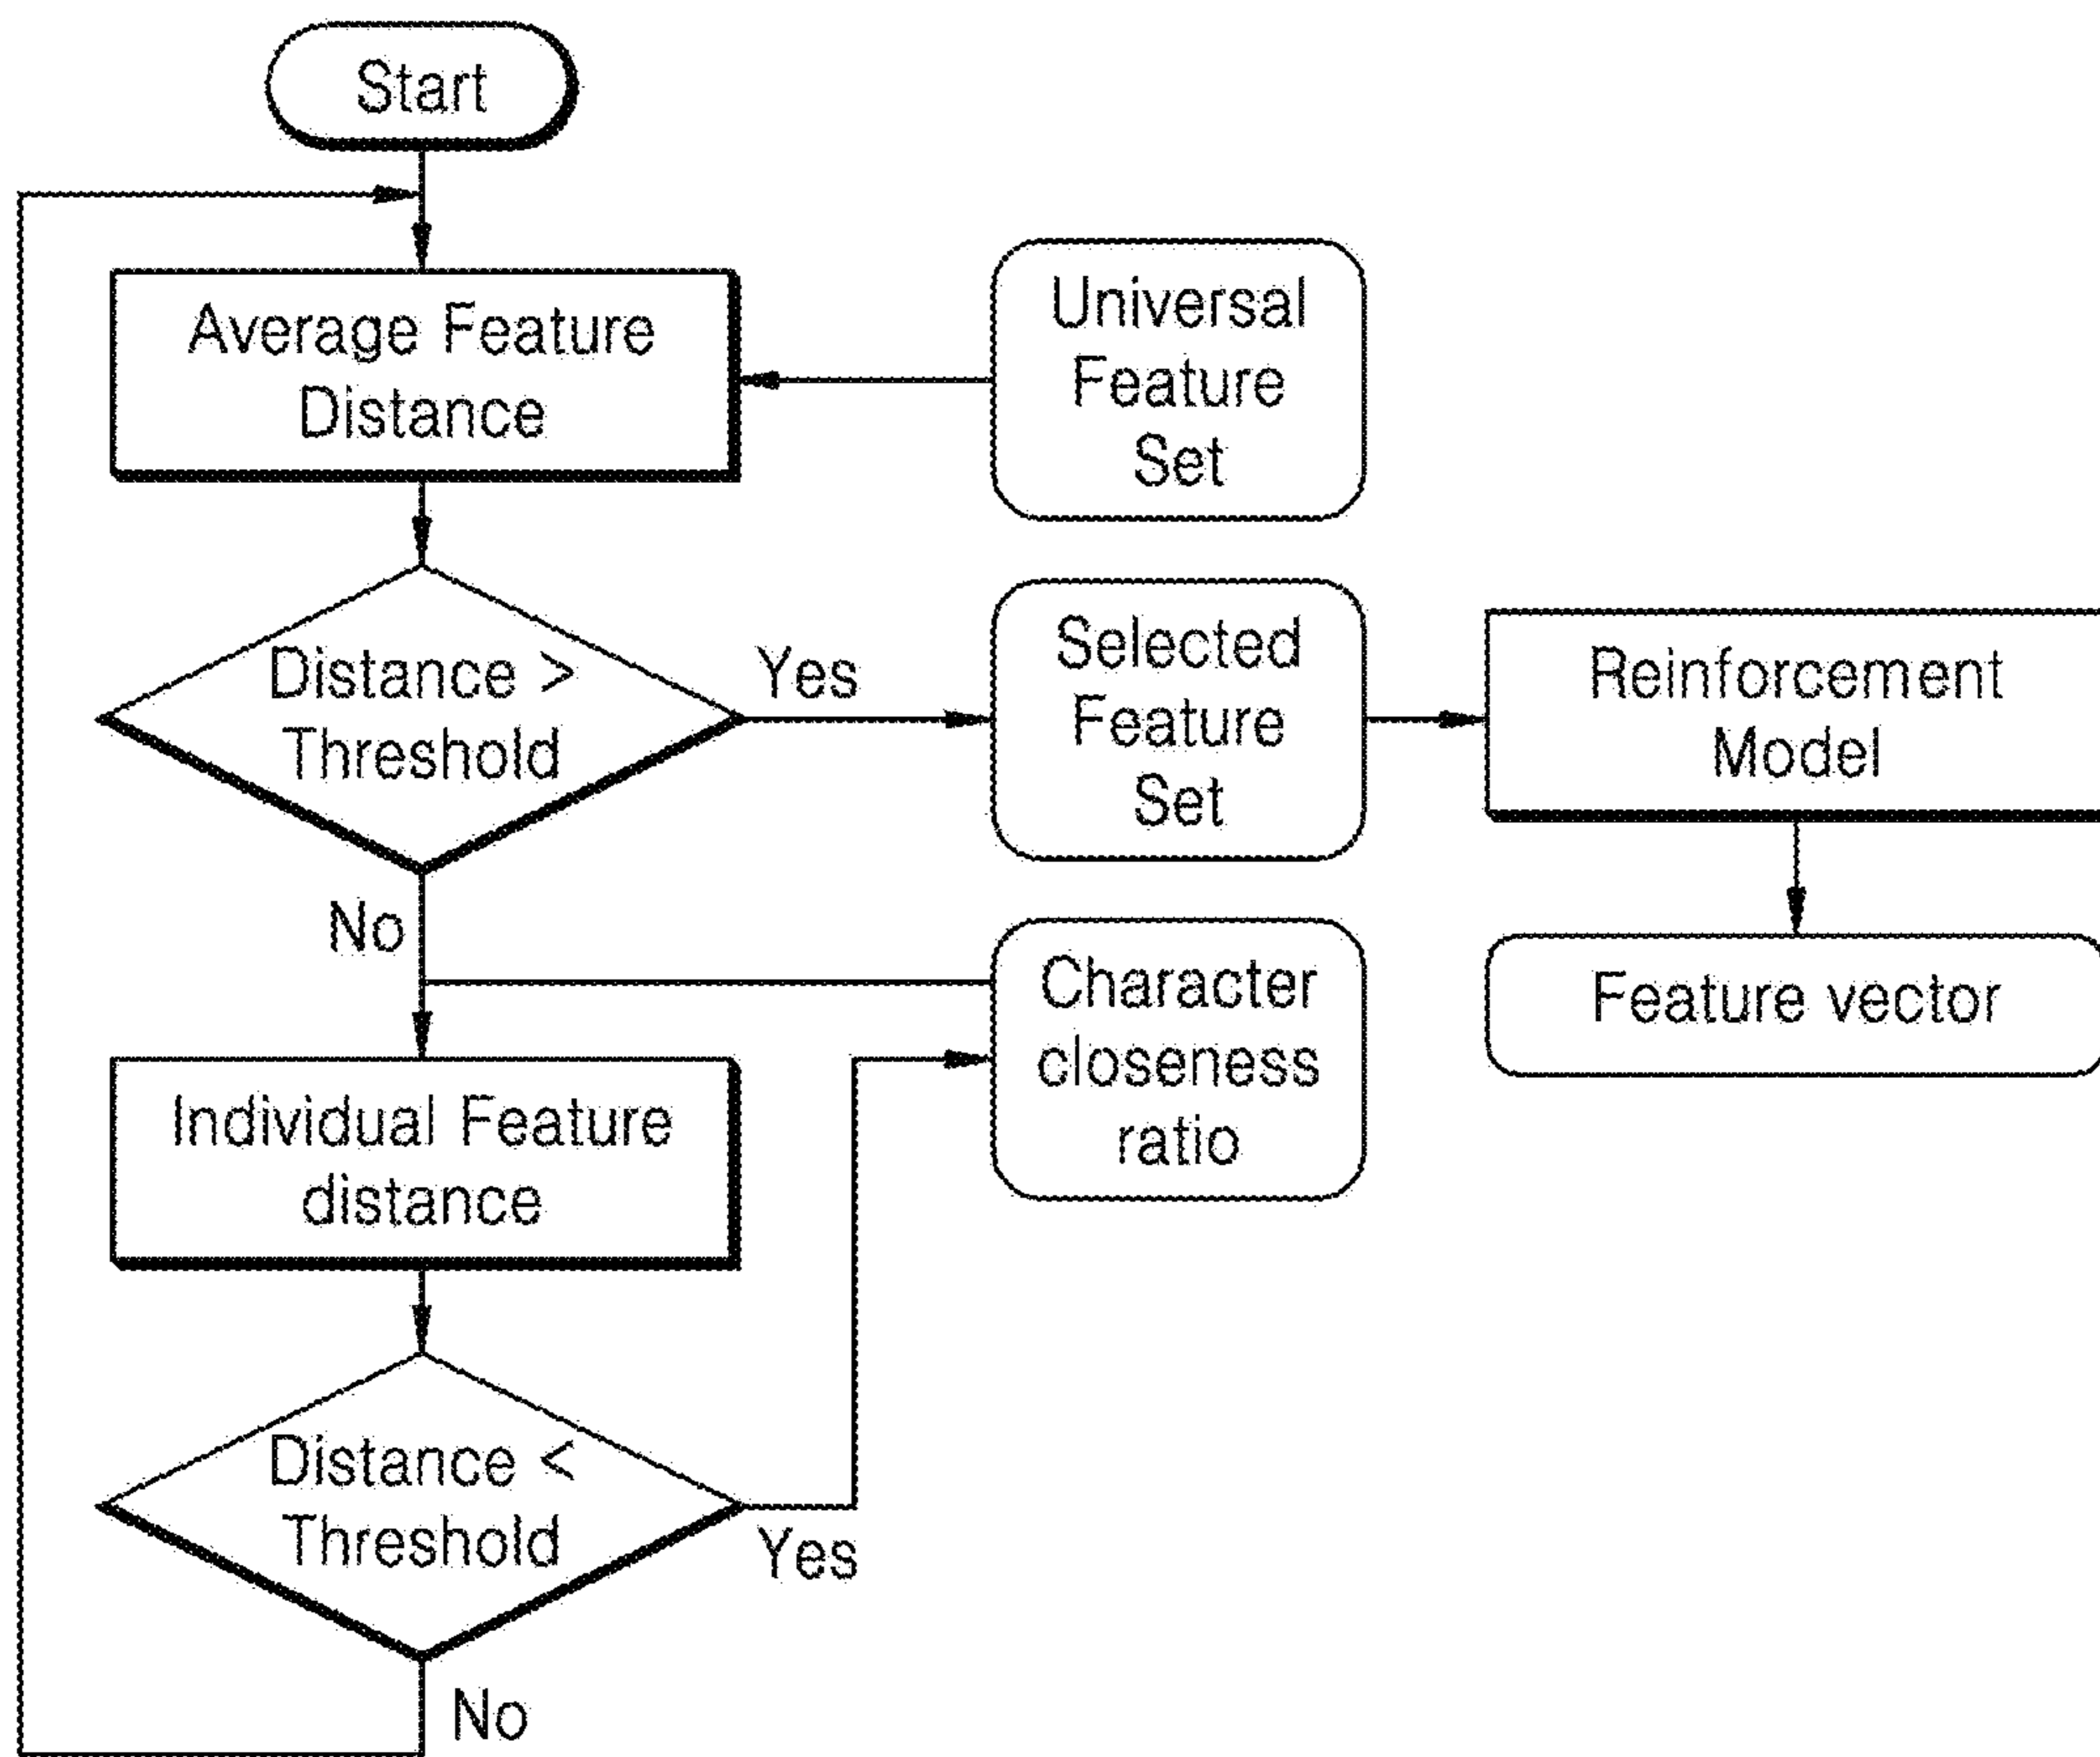 Start
Average Feature
Distance
Universal
Feature
Set
Distance >
Threshold
Yes
Selected
Feature
Set
Reinforcement
Model
No
Character
closeness
ratio
Feature vector
Individual Feature
distance
Distance <
Threshold
Yes
No